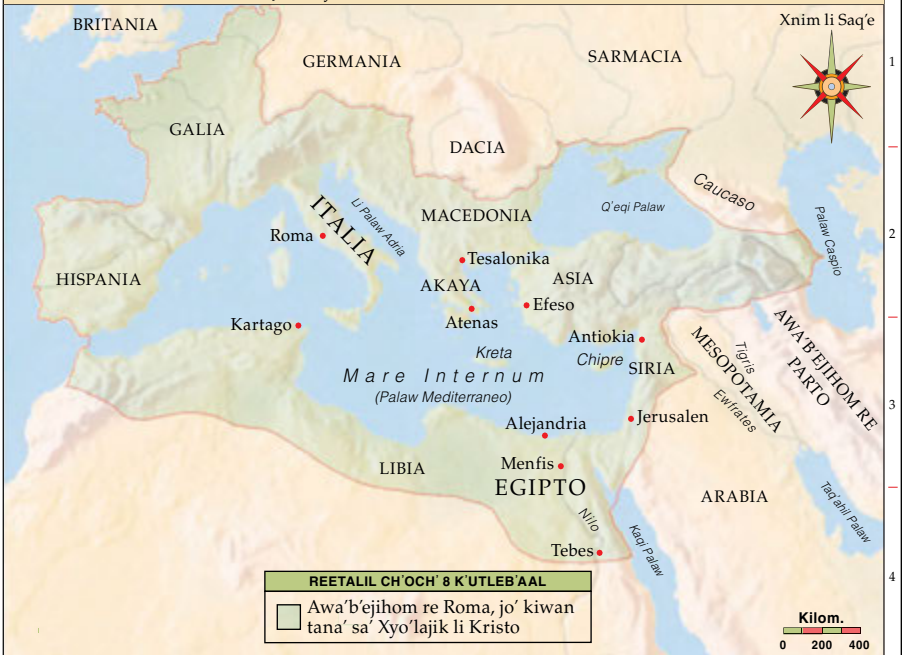 BRITANIA
Xnim li Saq'e
SARMACIA
GERMANIA
1
GALIA
DACIA
Caucaso
Q'eqi Palaw
Palaw Caspio
ITALIA
Li Palaw Adria
MACEDONIA
2
Roma
Tesalonika
HISPANIA
AKAYA
ASIA
Efeso
Kartago
Atenas
Antiokia
Kreta
Chipre
SIRIA
MESOPOTAMIA
Tigris
Ewfrates
AWA'B'EJIHOM RE
PARTO
Mare Internum
(Palaw Mediterraneo)
3
Alejandria
Jerusalen
LIBIA
Menfis
EGIPTO
ARABIA
Nilo
Kaqi Palaw
Taq'ahil Palaw
Tebes
4
REETALIL CH'OCH' 8 K'UTLEB'AAL
Awa'b'ejihom re Roma, jo' kiwan
tana' sa' Xyo'lajik li Kristo
Kilom.
0 200 400